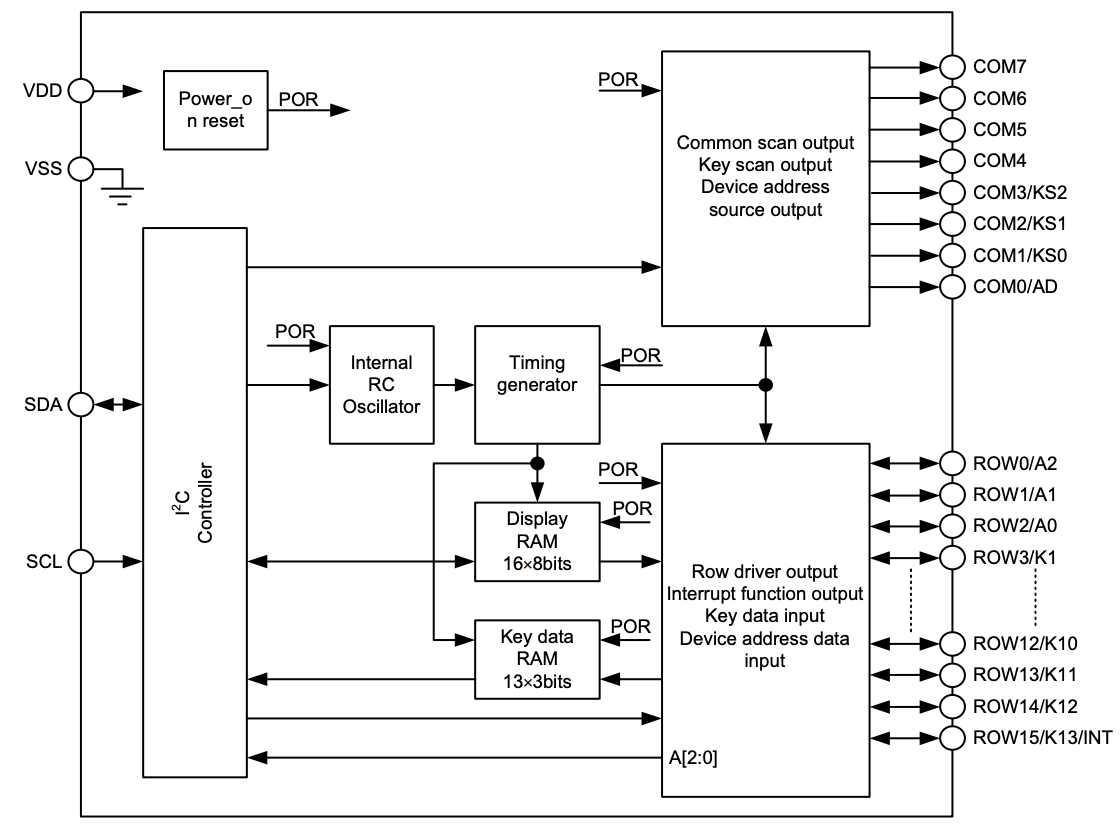 VDD
Power_o
n reset
POR
VSS
POR
Common scan output
Key scan output
Device address
source output
COM7
COM6
COM5
COM4
COM3/KS2
COM2/KS1
COM1/KS0
COM0/AD
SDA
SCL
I²C
Controller
POR
Internal
RC
Oscillator
Timing
generator
POR
POR
Display
RAM
16×8bits
POR
Key data
RAM
13×3bits
POR
Row driver output
Interrupt function output
Key data input
Device address data
input
A[2:0]
ROW0/A2
ROW1/A1
ROW2/A0
ROW3/K1
ROW12/K10
ROW13/K11
ROW14/K12
ROW15/K13/INT